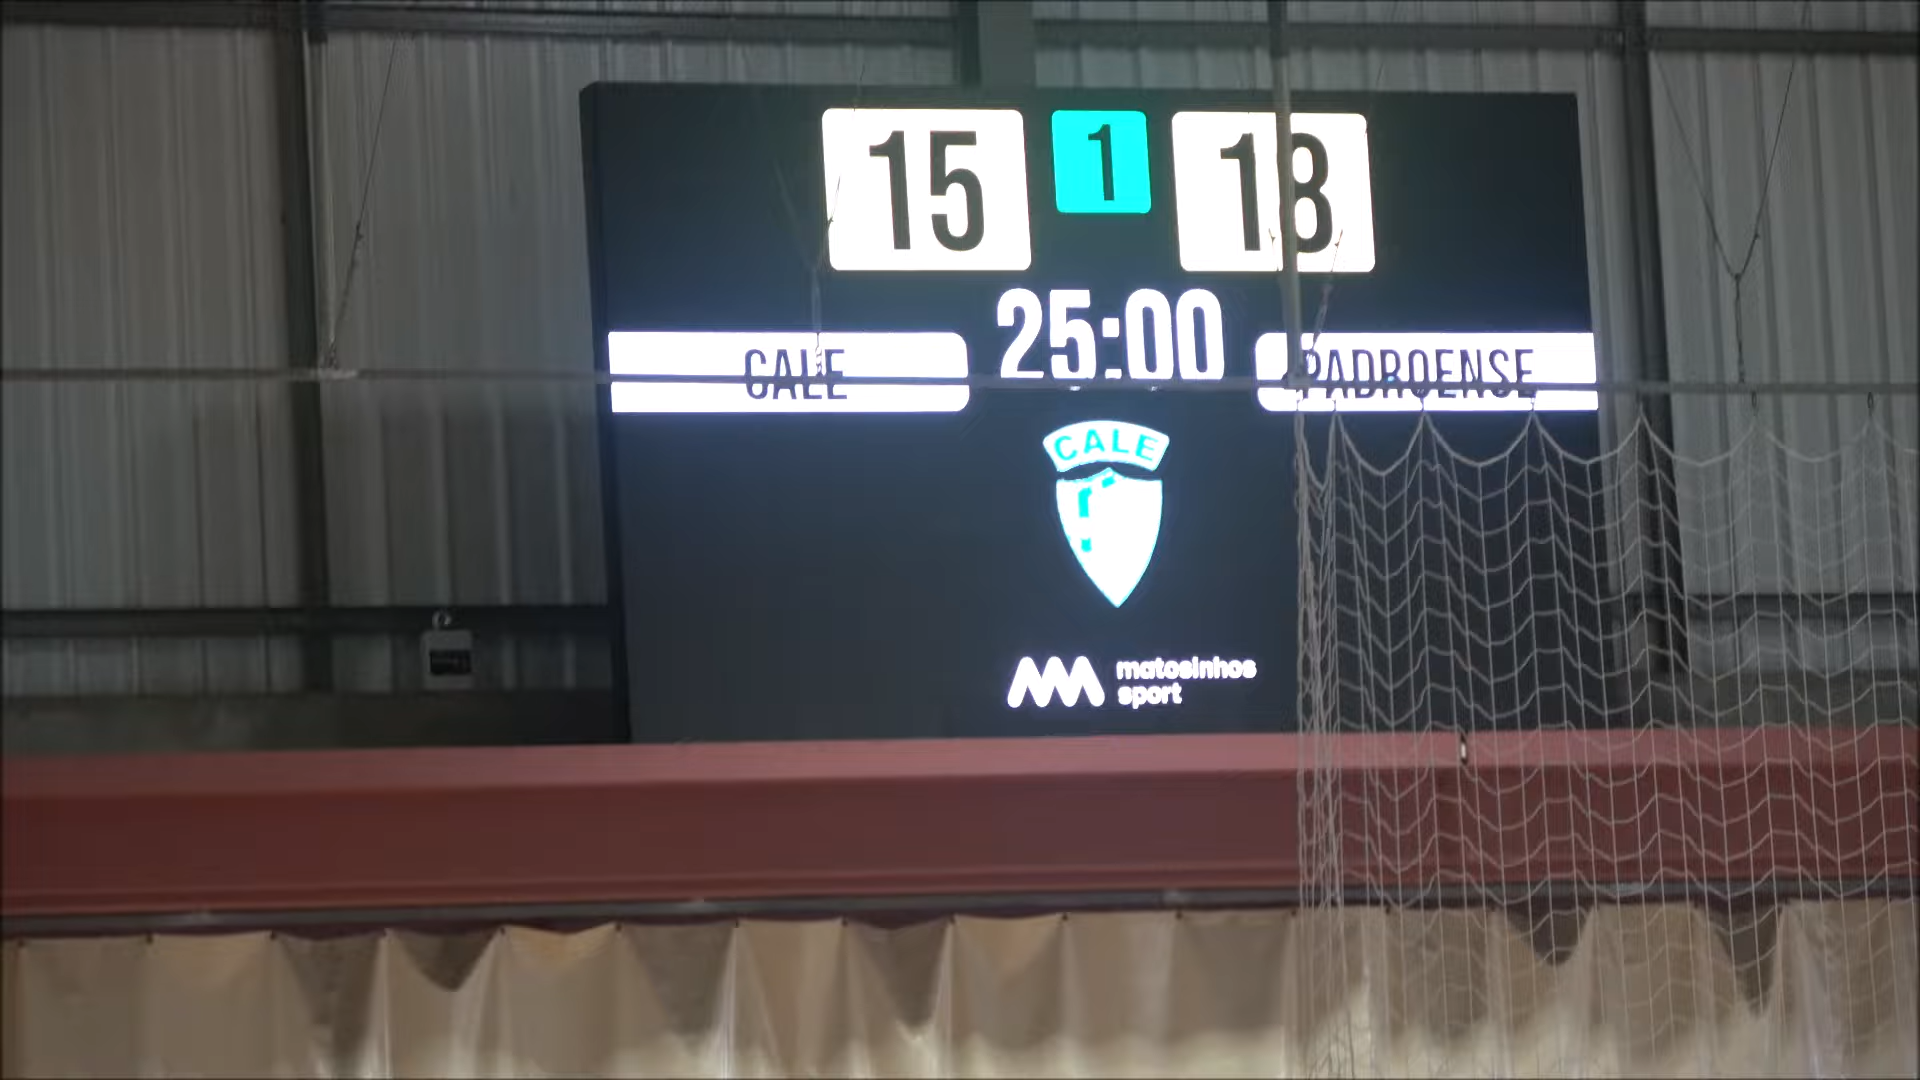 15 1 18
25:00
CALE PADROENSE
CALE
matosinhos
sport